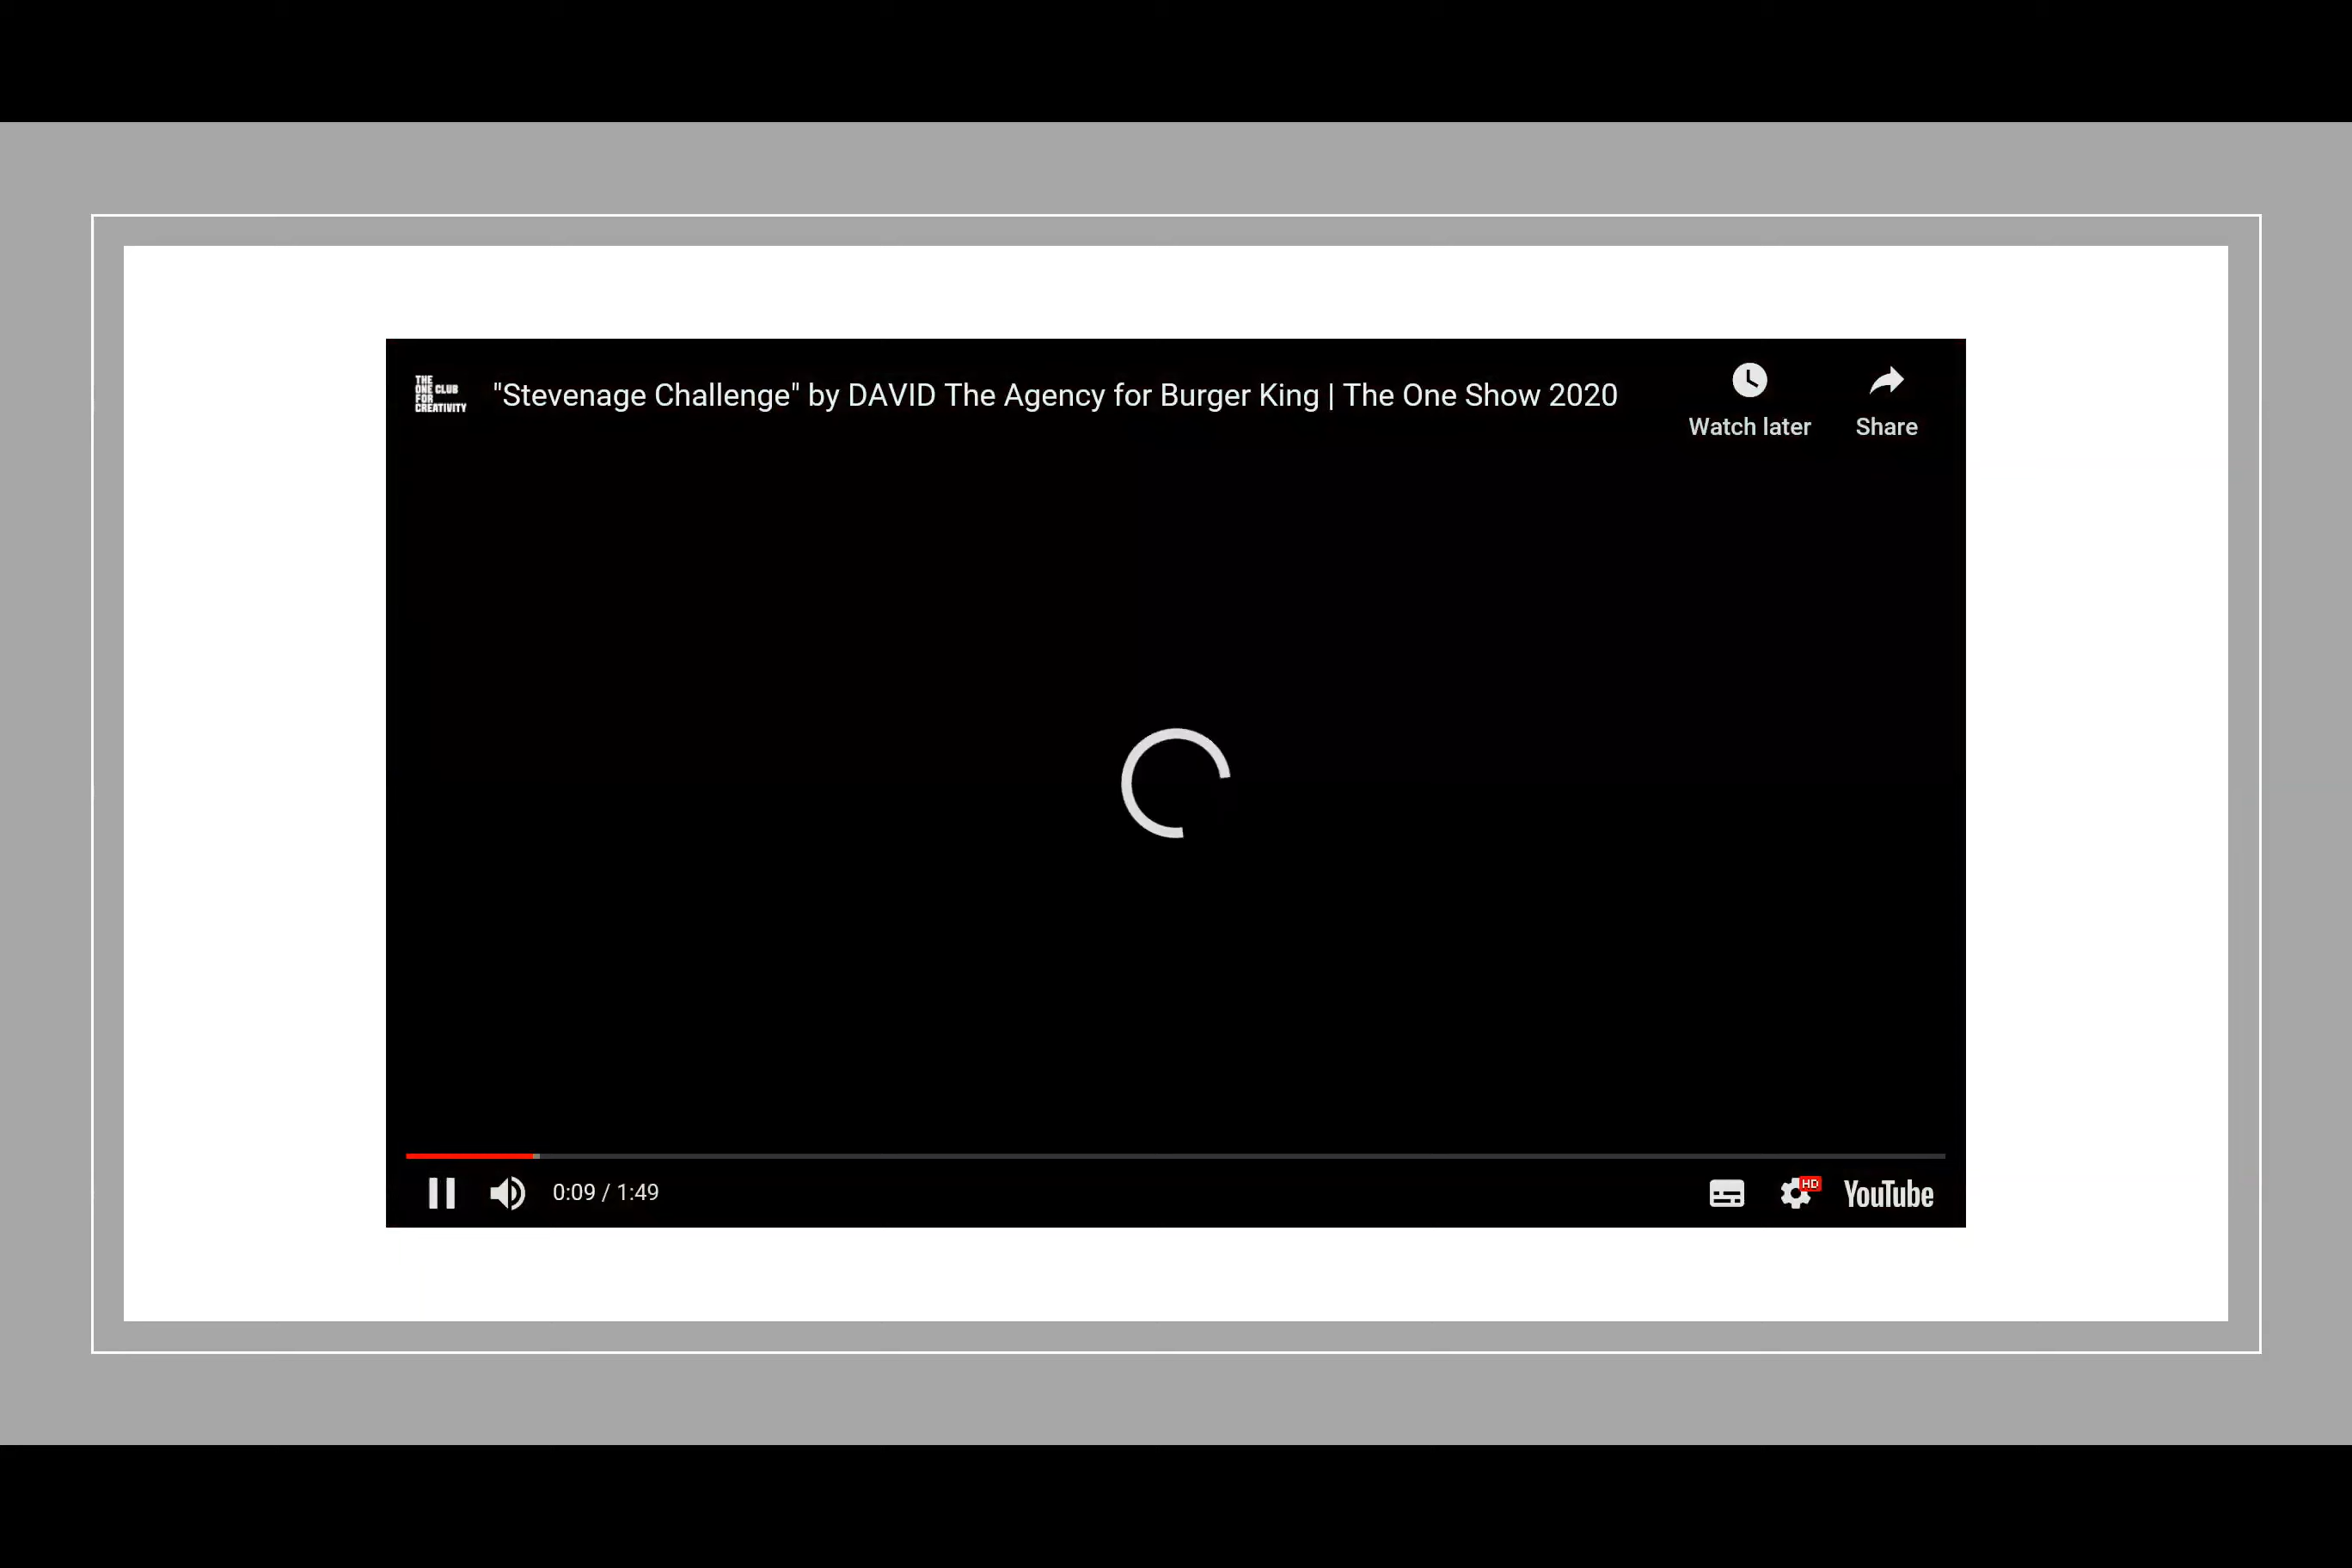 THE
ONE CLUB
FOR
CREATIVITY
"Stevenage Challenge" by DAVID The Agency for Burger King | The One Show 2020
Watch later
Share
0:09 / 1:49
HD
YouTube